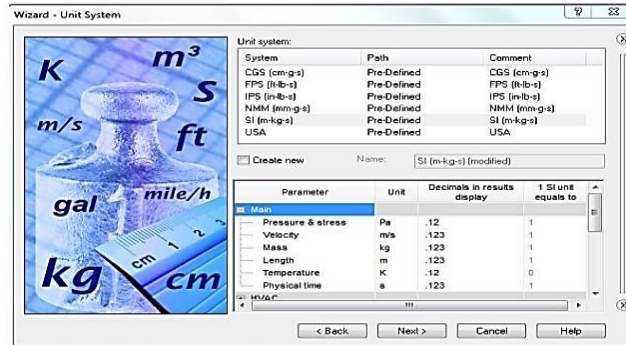 Wizard - Unit System
K
m³
S
m/s
ft
gal
mile/h
kg
cm 1 2 3
cm
Unit system:
System Path Comment
CGS (cm-g-s) Pre-Defined CGS (cm-g-s)
FPS (ft-lb-s) Pre-Defined FPS (ft-lb-s)
IPS (in-lb-s) Pre-Defined IPS (in-lb-s)
NMM (mm-g-s) Pre-Defined NMM (mm-g-s)
SI (m-kg-s) Pre-Defined SI (m-kg-s)
USA Pre-Defined USA
Create new Name: SI (m-kg-s) (modified)
Parameter Unit Decimals in results display 1 SI unit equals to
Main
Pressure & stress Pa .12 1
Velocity m/s .123 1
Mass kg .123 1
Length m .123 1
Temperature K .12 0
Physical time s .123 1
HVAC
< Back Next > Cancel Help